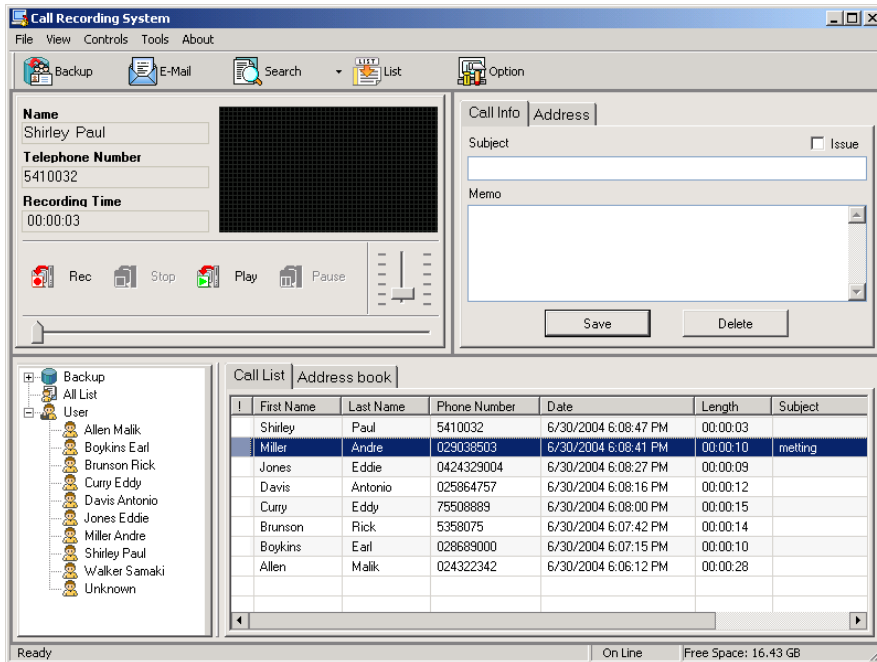 Call Recording System
File View Controls Tools About
Backup E-Mail Search LIST List Option
Name
Shirley Paul
Telephone Number
5410032
Recording Time
00:00:03
Rec Stop Play Pause
Call Info Address
Subject Issue
Memo
Save Delete
Backup
All List
User
Allen Malik
Boykins Earl
Brunson Rick
Curry Eddy
Davis Antonio
Jones Eddie
Miller Andre
Shirley Paul
Walker Samaki
Unknown
Call List Address book
! First Name Last Name Phone Number Date Length Subject
Shirley Paul 5410032 6/30/2004 6:08:47 PM 00:00:03
Miller Andre 029038503 6/30/2004 6:08:41 PM 00:00:10 metting
Jones Eddie 0424329004 6/30/2004 6:08:27 PM 00:00:09
Davis Antonio 025864757 6/30/2004 6:08:16 PM 00:00:12
Curry Eddy 75508889 6/30/2004 6:08:00 PM 00:00:15
Brunson Rick 5358075 6/30/2004 6:07:42 PM 00:00:14
Boykins Earl 028689000 6/30/2004 6:07:15 PM 00:00:10
Allen Malik 024322342 6/30/2004 6:06:12 PM 00:00:28
Ready On Line Free Space: 16.43 GB